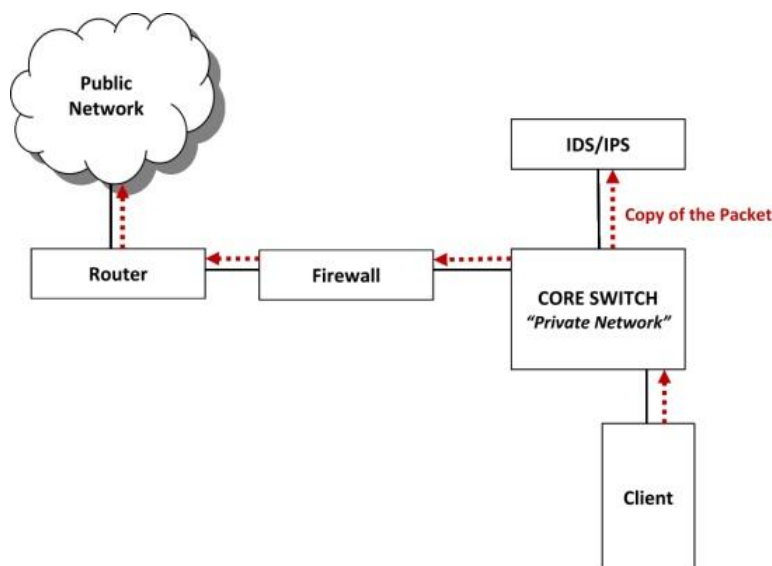 Public
Network
IDS/IPS
Copy of the Packet
Router
Firewall
CORE SWITCH
“Private Network”
Client